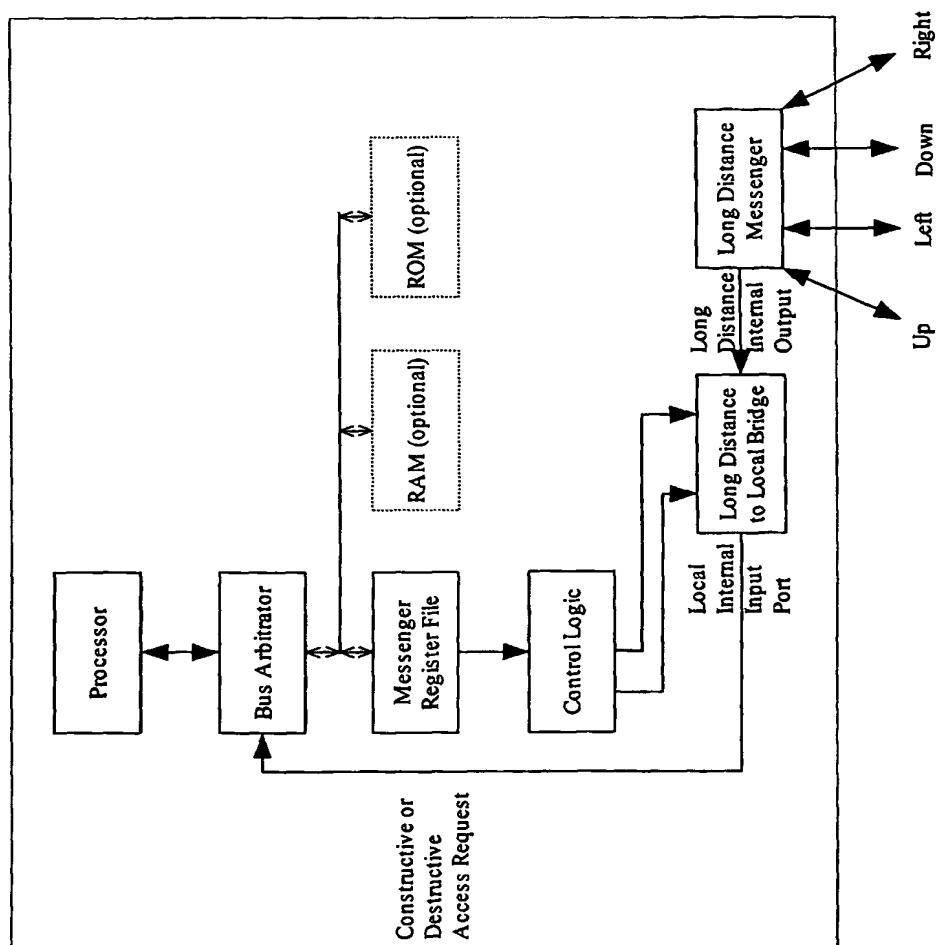 Processor
Bus Arbitrator
Messenger
Register File
Control Logic
RAM (optional)
ROM (optional)
Constructive or
Destructive
Access Request
Local
Internal
Input
Port
Long Distance
to Local Bridge
Long
Distance
Internal
Output
Long Distance
Messenger
Up
Left
Down
Right